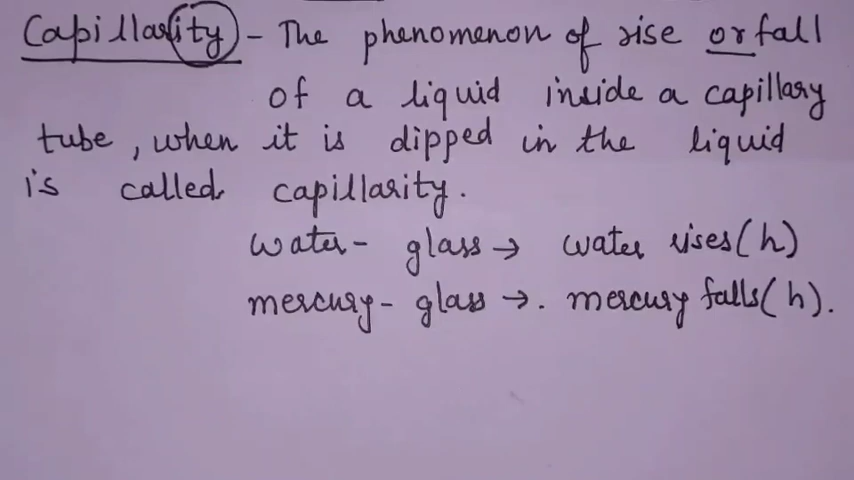 Capillarity - The phenomenon of rise or fall
of a liquid inside a capillary
tube, when it is dipped in the liquid
is called capillarity.
water - glass → water rises(h)
mercury - glass →. mercury falls(h).